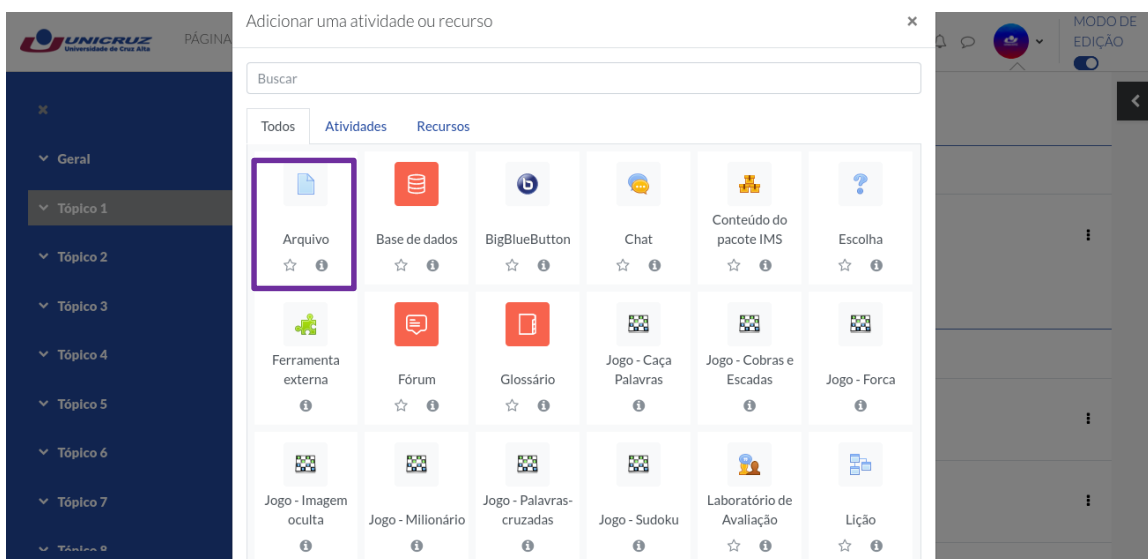 Adicionar uma atividade ou recurso
×
UNICRUZ
Universidade de Cruz Alta
PÁGINA
MODO DE
EDIÇÃO
Buscar
Todos Atividades Recursos
Geral
Tópico 1
Tópico 2
Tópico 3
Tópico 4
Tópico 5
Tópico 6
Tópico 7
Tópico 8
Arquivo
Base de dados
BigBlueButton
Chat
Conteúdo do
pacote IMS
Escolha
Ferramenta
externa
Fórum
Glossário
Jogo - Caça
Palavras
Jogo - Cobras e
Escadas
Jogo - Forca
Jogo - Imagem
oculta
Jogo - Milionário
Jogo - Palavras-
cruzadas
Jogo - Sudoku
Laboratório de
Avaliação
Lição